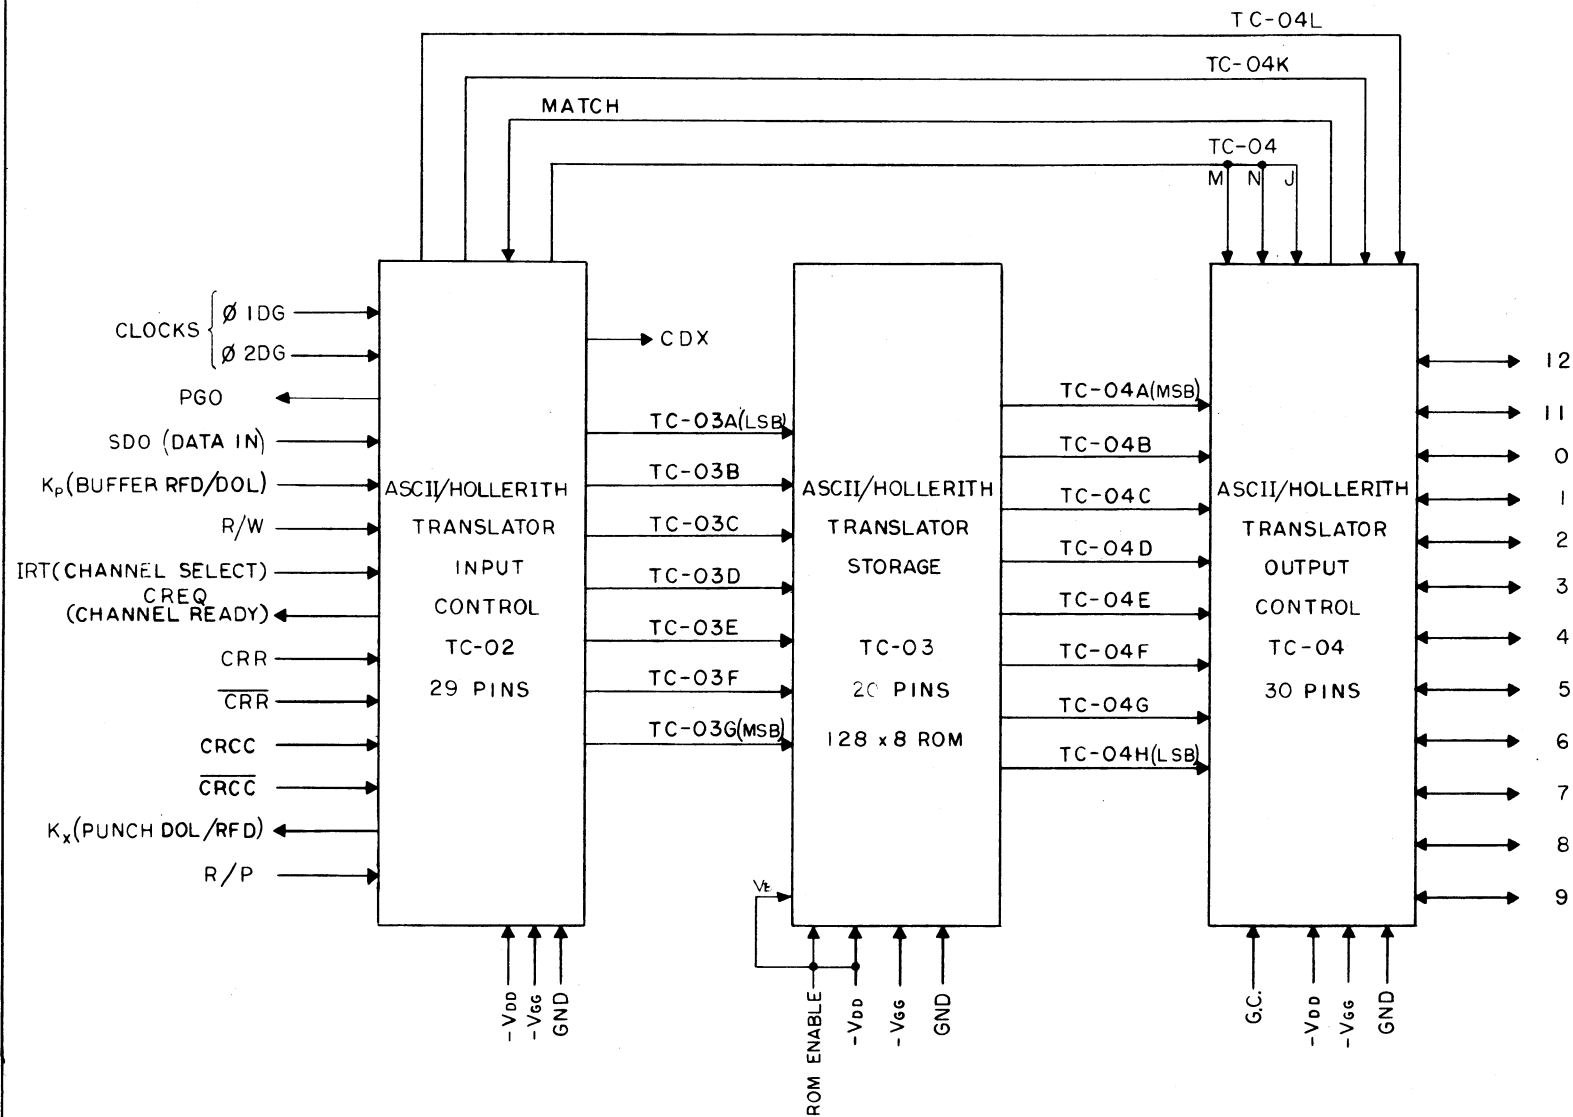 TC-04L
TC-04K
MATCH
TC-04
M N J
CLOCKS
Ø 1DG
Ø 2DG
PGO
SDO (DATA IN)
KP(BUFFER RFD/DOL)
R/W
IRT(CHANNEL SELECT)
CREQ
(CHANNEL READY)
CRR
CRR
CRCC
CRCC
KX(PUNCH DOL/RFD)
R/P
ASCII/HOLLERITH
TRANSLATOR
INPUT
CONTROL
TC-02
29 PINS
-VDD
-VGG
GND
CDX
TC-03A(LSB)
TC-03B
TC-03C
TC-03D
TC-03E
TC-03F
TC-03G(MSB)
ASCII/HOLLERITH
TRANSLATOR
STORAGE
TC-03
20 PINS
128 x 8 ROM
ROM ENABLE
-VDD
-VGG
GND
TC-04A(MSB)
TC-04B
TC-04C
TC-04D
TC-04E
TC-04F
TC-04G
TC-04H(LSB)
ASCII/HOLLERITH
TRANSLATOR
OUTPUT
CONTROL
TC-04
30 PINS
G.C.
-VDD
-VGG
GND
12
11
0
1
2
3
4
5
6
7
8
9